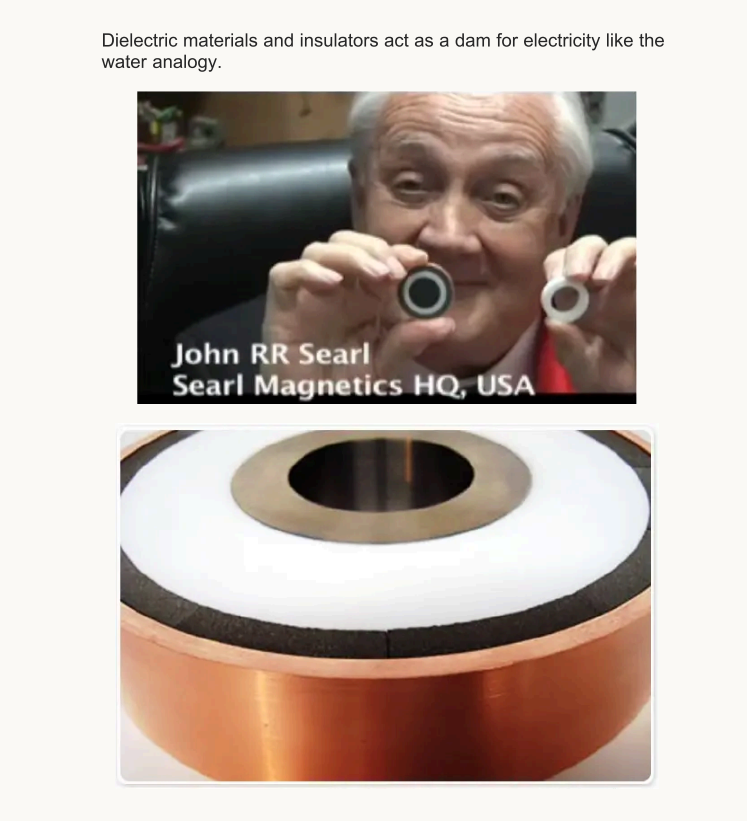 Dielectric materials and insulators act as a dam for electricity like the
water analogy.
John RR Searl
Searl Magnetics HQ, USA